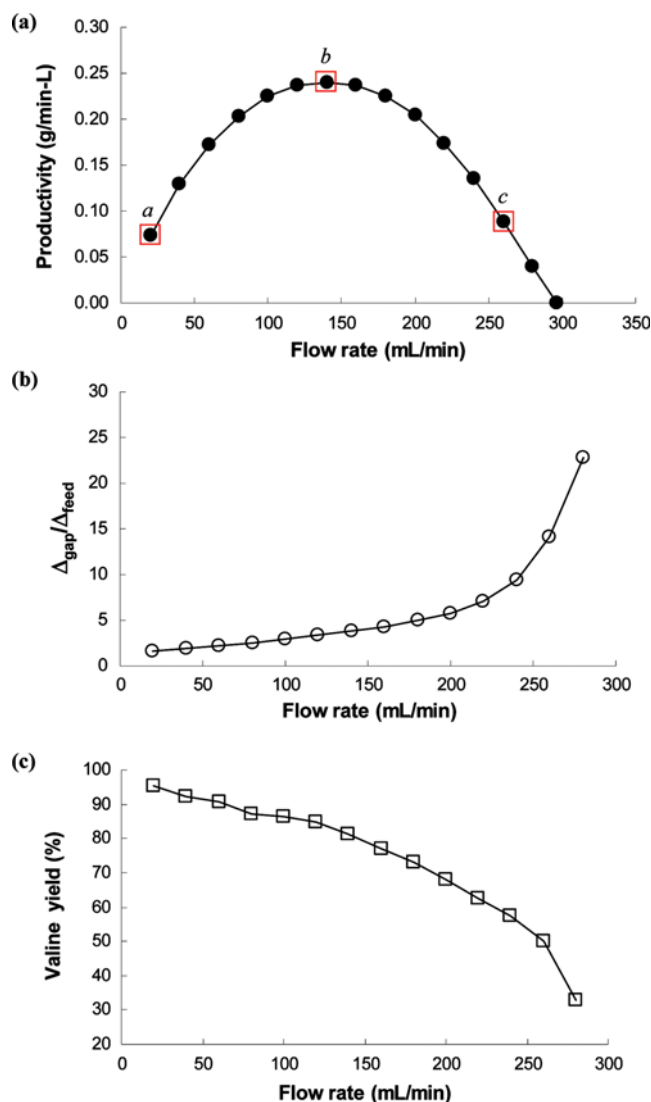 (a)
Productivity (g/min-L)
0.30
0.25
0.20
0.15
0.10
0.05
0.00
a
b
c
0 50 100 150 200 250 300 350
Flow rate (mL/min)
(b)
Δgap/Δfeed
30
25
20
15
10
5
0
0 50 100 150 200 250 300
Flow rate (mL/min)
(c)
Valine yield (%)
100
90
80
70
60
50
40
30
20
0 50 100 150 200 250 300
Flow rate (mL/min)